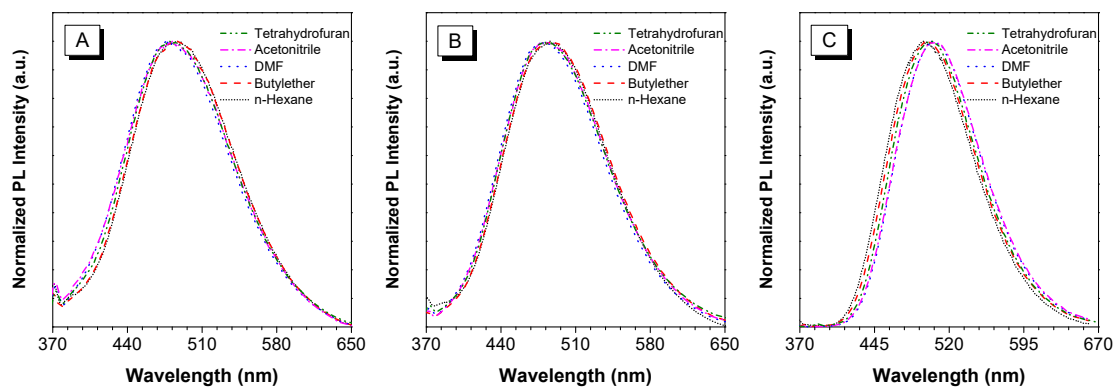 A
Tetrahydrofuran
Acetonitrile
DMF
Butylether
n-Hexane
Normalized PL Intensity (a.u.)
370 440 510 580 650
Wavelength (nm)
B
Tetrahydrofuran
Acetonitrile
DMF
Butylether
n-Hexane
Normalized PL Intensity (a.u.)
370 440 510 580 650
Wavelength (nm)
C
Tetrahydrofuran
Acetonitrile
DMF
Butylether
n-Hexane
Normalized PL Intensity (a.u.)
370 445 520 595 670
Wavelength (nm)